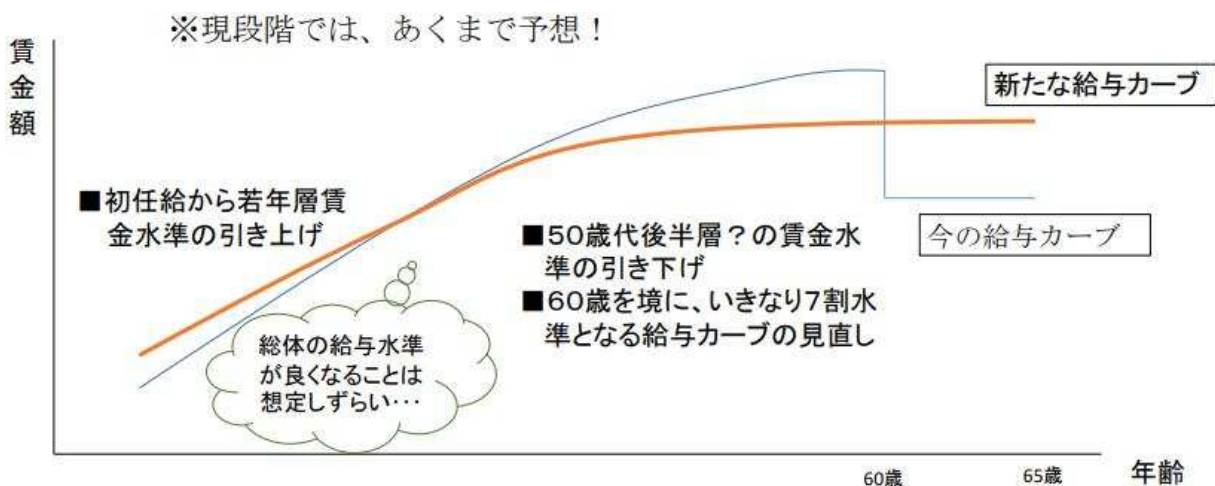 ※現段階では、あくまで予想！
賃金額
新たな給与カーブ
■初任給から若年層賃
金水準の引き上げ
■50歳代後半層？の賃金水
準の引き下げ
■60歳を境に、いきなり7割水
準となる給与カーブの見直し
今の給与カーブ
総体の給与水準
が良くなることは
想定しずらい･･･
60歳
65歳
年齢